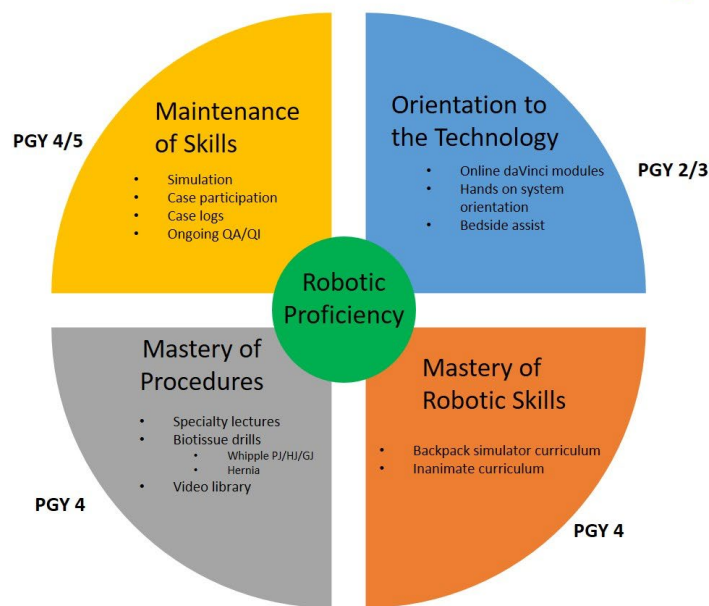 Maintenance
of Skills
• Simulation
• Case participation
• Case logs
• Ongoing QA/QI
PGY 4/5
Orientation to
the Technology
• Online daVinci modules
• Hands on system
orientation
• Bedside assist
PGY 2/3
Robotic
Proficiency
Mastery of
Procedures
• Specialty lectures
• Biotissue drills
• Whipple PJ/HJ/GJ
• Hernia
• Video library
PGY 4
Mastery of
Robotic Skills
• Backpack simulator curriculum
• Inanimate curriculum
PGY 4